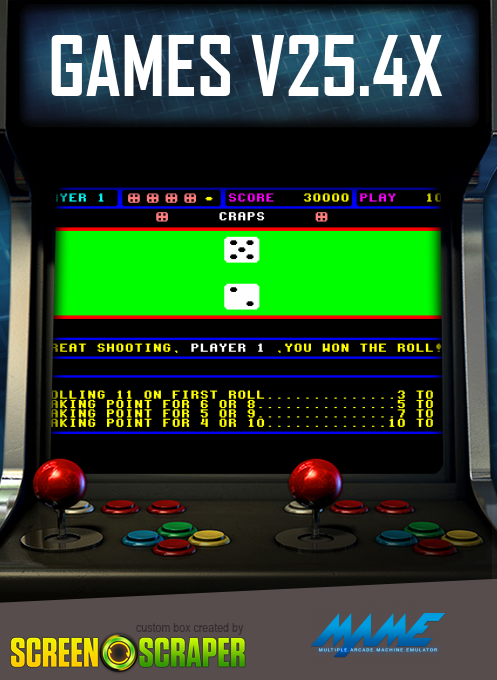 GAMES V25.4X
YER 1 SCORE 30000 PLAY 10
CRAPS
REAT SHOOTING, PLAYER 1 ,YOU WON THE ROLL!
OLLING 11 ON FIRST ROLL..............3 TO
AKING POINT FOR 6 OR 8...............5 TO
AKING POINT FOR 5 OR 9...............7 TO
AKING POINT FOR 4 OR 10.............10 TO
custom box created by
SCREEN SCRAPER
MAME
MULTIPLE ARCADE MACHINE EMULATOR